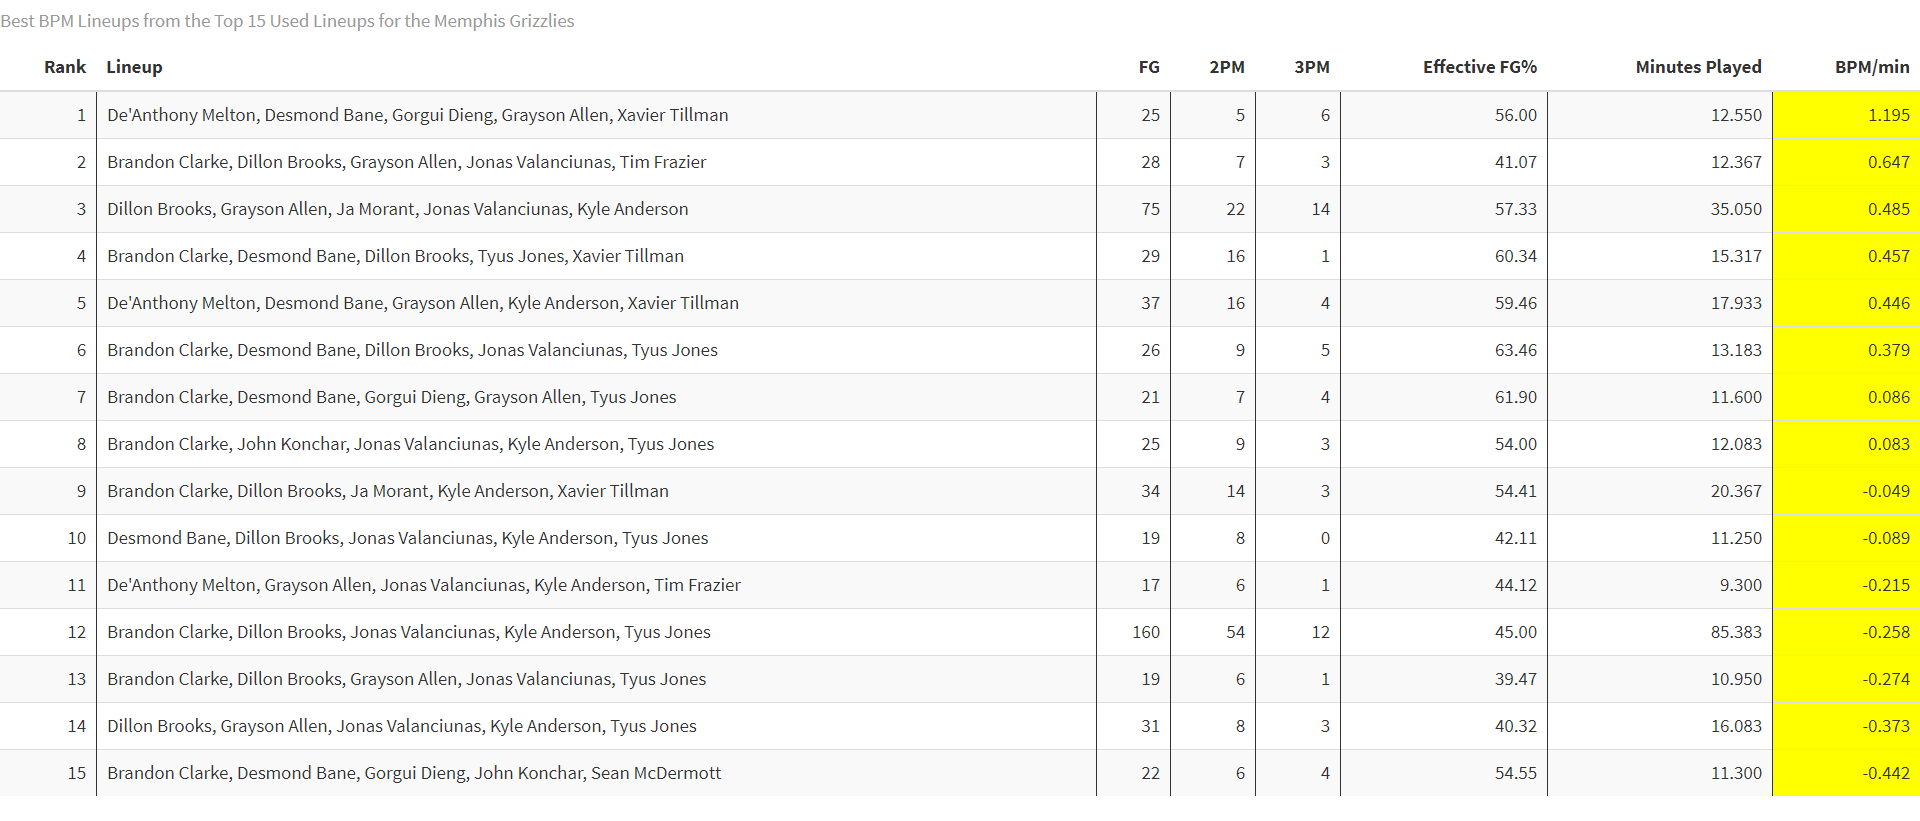 Best BPM Lineups from the Top 15 Used Lineups for the Memphis Grizzlies
Rank Lineup FG 2PM 3PM Effective FG% Minutes Played BPM/min
1 De'Anthony Melton, Desmond Bane, Gorgui Dieng, Grayson Allen, Xavier Tillman 25 5 6 56.00 12.550 1.195
2 Brandon Clarke, Dillon Brooks, Grayson Allen, Jonas Valanciunas, Tim Frazier 28 7 3 41.07 12.367 0.647
3 Dillon Brooks, Grayson Allen, Ja Morant, Jonas Valanciunas, Kyle Anderson 75 22 14 57.33 35.050 0.485
4 Brandon Clarke, Desmond Bane, Dillon Brooks, Tyus Jones, Xavier Tillman 29 16 1 60.34 15.317 0.457
5 De'Anthony Melton, Desmond Bane, Grayson Allen, Kyle Anderson, Xavier Tillman 37 16 4 59.46 17.933 0.446
6 Brandon Clarke, Desmond Bane, Dillon Brooks, Jonas Valanciunas, Tyus Jones 26 9 5 63.46 13.183 0.379
7 Brandon Clarke, Desmond Bane, Gorgui Dieng, Grayson Allen, Tyus Jones 21 7 4 61.90 11.600 0.086
8 Brandon Clarke, John Konchar, Jonas Valanciunas, Kyle Anderson, Tyus Jones 25 9 3 54.00 12.083 0.083
9 Brandon Clarke, Dillon Brooks, Ja Morant, Kyle Anderson, Xavier Tillman 34 14 3 54.41 20.367 -0.049
10 Desmond Bane, Dillon Brooks, Jonas Valanciunas, Kyle Anderson, Tyus Jones 19 8 0 42.11 11.250 -0.089
11 De'Anthony Melton, Grayson Allen, Jonas Valanciunas, Kyle Anderson, Tim Frazier 17 6 1 44.12 9.300 -0.215
12 Brandon Clarke, Dillon Brooks, Jonas Valanciunas, Kyle Anderson, Tyus Jones 160 54 12 45.00 85.383 -0.258
13 Brandon Clarke, Dillon Brooks, Grayson Allen, Jonas Valanciunas, Tyus Jones 19 6 1 39.47 10.950 -0.274
14 Dillon Brooks, Grayson Allen, Jonas Valanciunas, Kyle Anderson, Tyus Jones 31 8 3 40.32 16.083 -0.373
15 Brandon Clarke, Desmond Bane, Gorgui Dieng, John Konchar, Sean McDermott 22 6 4 54.55 11.300 -0.442